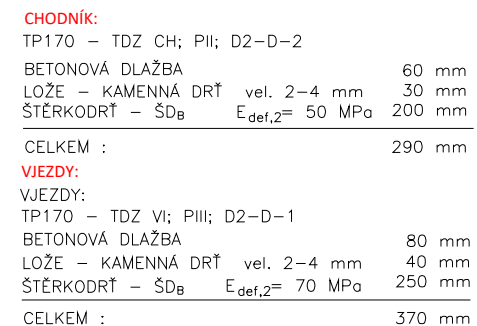 CHODNÍK:
TP170 – TDZ CH; PII; D2–D–2
BETONOVÁ DLAŽBA 60 mm
LOŽE – KAMENNÁ DRŤ vel. 2–4 mm 30 mm
ŠTĚRKODRŤ – ŠDB Edef,2= 50 MPa 200 mm
CELKEM : 290 mm
VJEZDY:
VJEZDY:
TP170 – TDZ VI; PIII; D2–D–1
BETONOVÁ DLAŽBA 80 mm
LOŽE – KAMENNÁ DRŤ vel. 2–4 mm 40 mm
ŠTĚRKODRŤ – ŠDB Edef,2= 70 MPa 250 mm
CELKEM : 370 mm